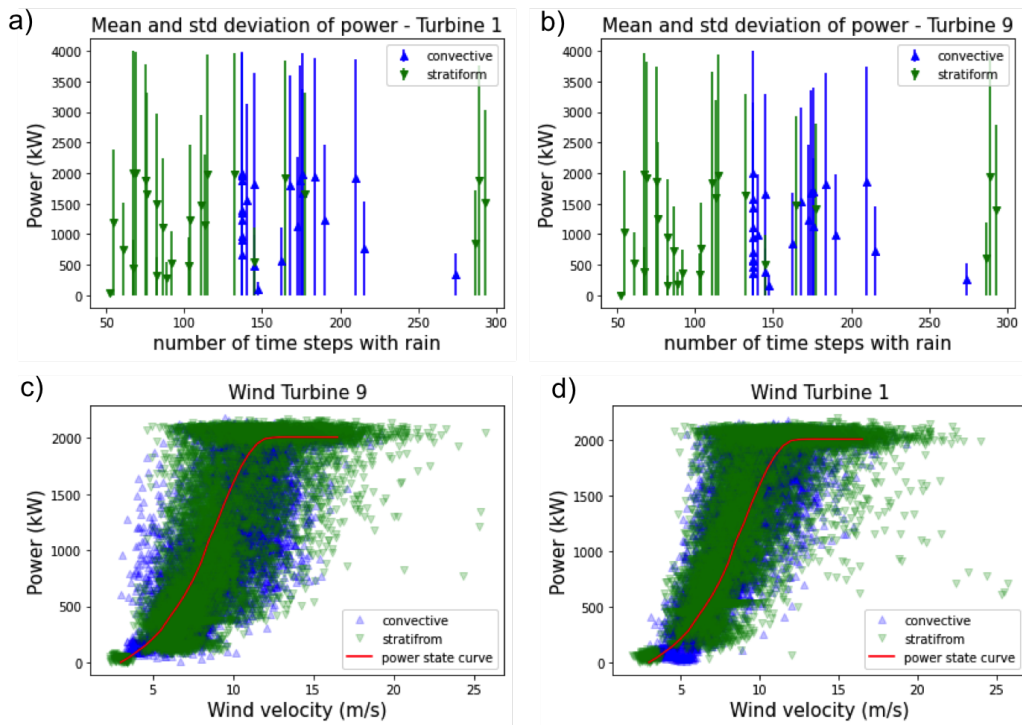 a)
Mean and std deviation of power - Turbine 1
convective
stratiform
Power (kW)
4000
3500
3000
2500
2000
1500
1000
500
0
50 100 150 200 250 300
number of time steps with rain
b)
Mean and std deviation of power - Turbine 9
convective
stratiform
Power (kW)
4000
3500
3000
2500
2000
1500
1000
500
0
50 100 150 200 250 300
number of time steps with rain
c)
Wind Turbine 9
Power (kW)
2000
1500
1000
500
0
convective
stratifrom
power state curve
5 10 15 20 25
Wind velocity (m/s)
d)
Wind Turbine 1
Power (kW)
2000
1500
1000
500
0
convective
stratifrom
power state curve
5 10 15 20 25
Wind velocity (m/s)